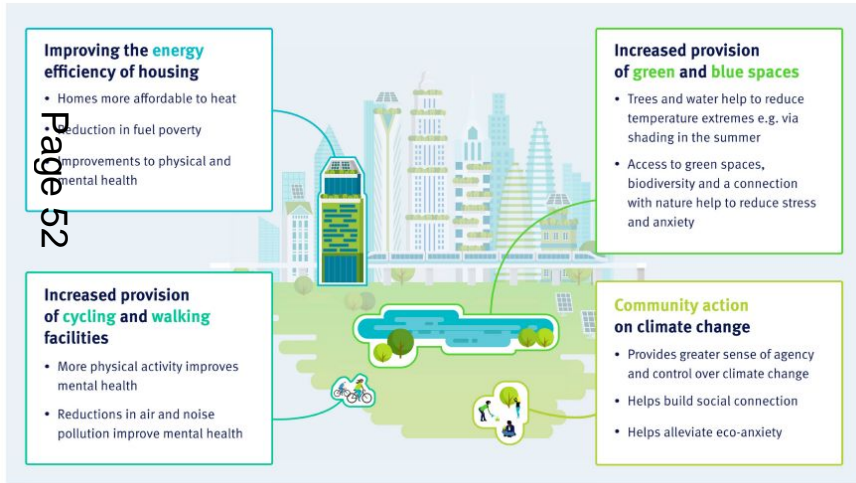 Improving the energy
efficiency of housing
• Homes more affordable to heat
• Reduction in fuel poverty
• Improvements to physical and
mental health
Page 52
Increased provision
of green and blue spaces
• Trees and water help to reduce
temperature extremes e.g. via
shading in the summer
• Access to green spaces,
biodiversity and a connection
with nature help to reduce stress
and anxiety
Increased provision
of cycling and walking
facilities
• More physical activity improves
mental health
• Reductions in air and noise
pollution improve mental health
Community action
on climate change
• Provides greater sense of agency
and control over climate change
• Helps build social connection
• Helps alleviate eco-anxiety